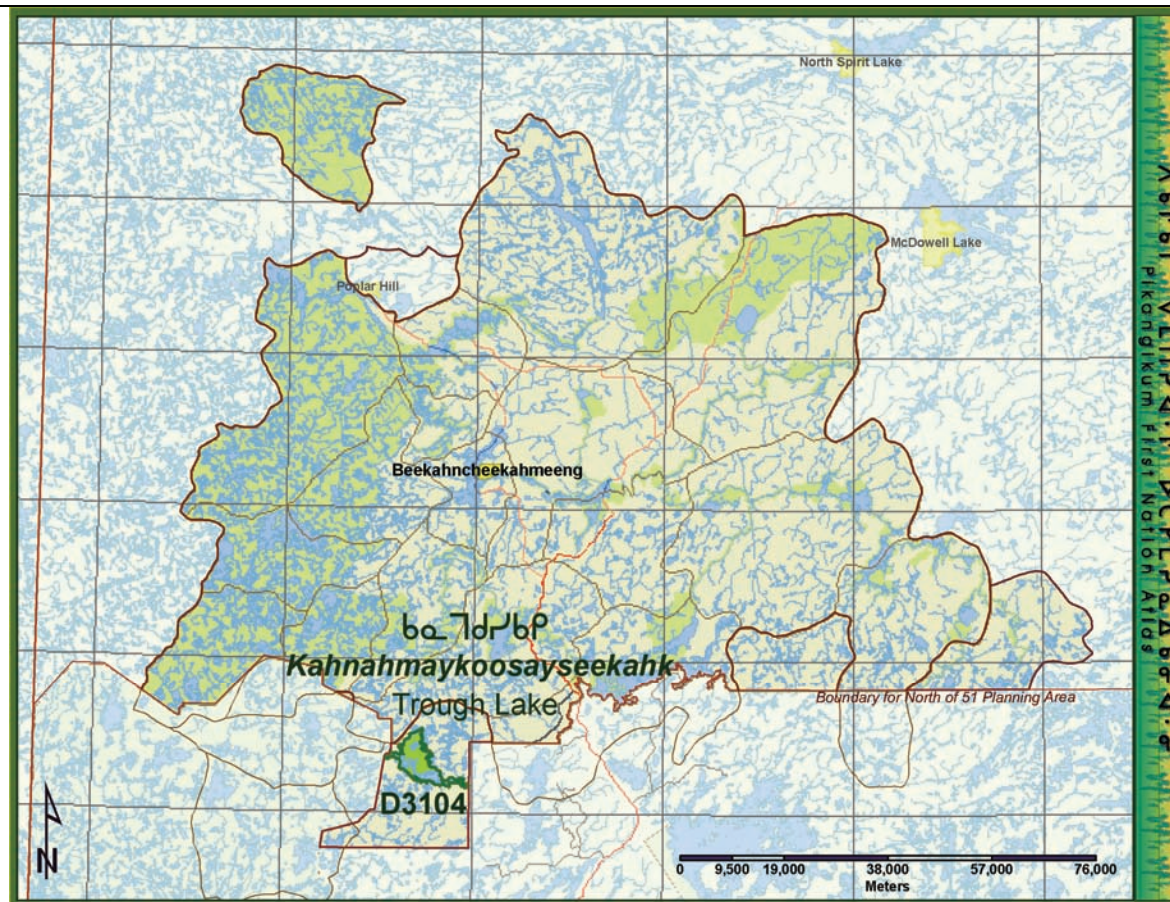 North Spirit Lake
McDowell Lake
Poplar Hill
Beekahncheekahmeeng
ᑲᓇᒣᑯᓯᑲᑭ
Kahnahmaykoosayseekahk
Trough Lake
Boundary for North of 51 Planning Area
D3104
N
0 9,500 19,000 38,000 57,000 76,000
Meters
Pikangikum First Nation Atlas